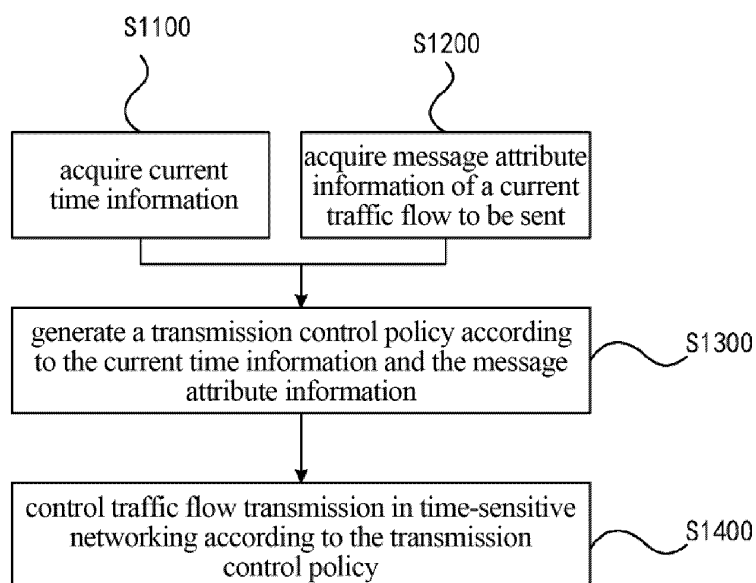 S1100
S1200
acquire current
time information
acquire message attribute
information of a current
traffic flow to be sent
generate a transmission control policy according
to the current time information and the message
attribute information
S1300
control traffic flow transmission in time-sensitive
networking according to the transmission
control policy
S1400